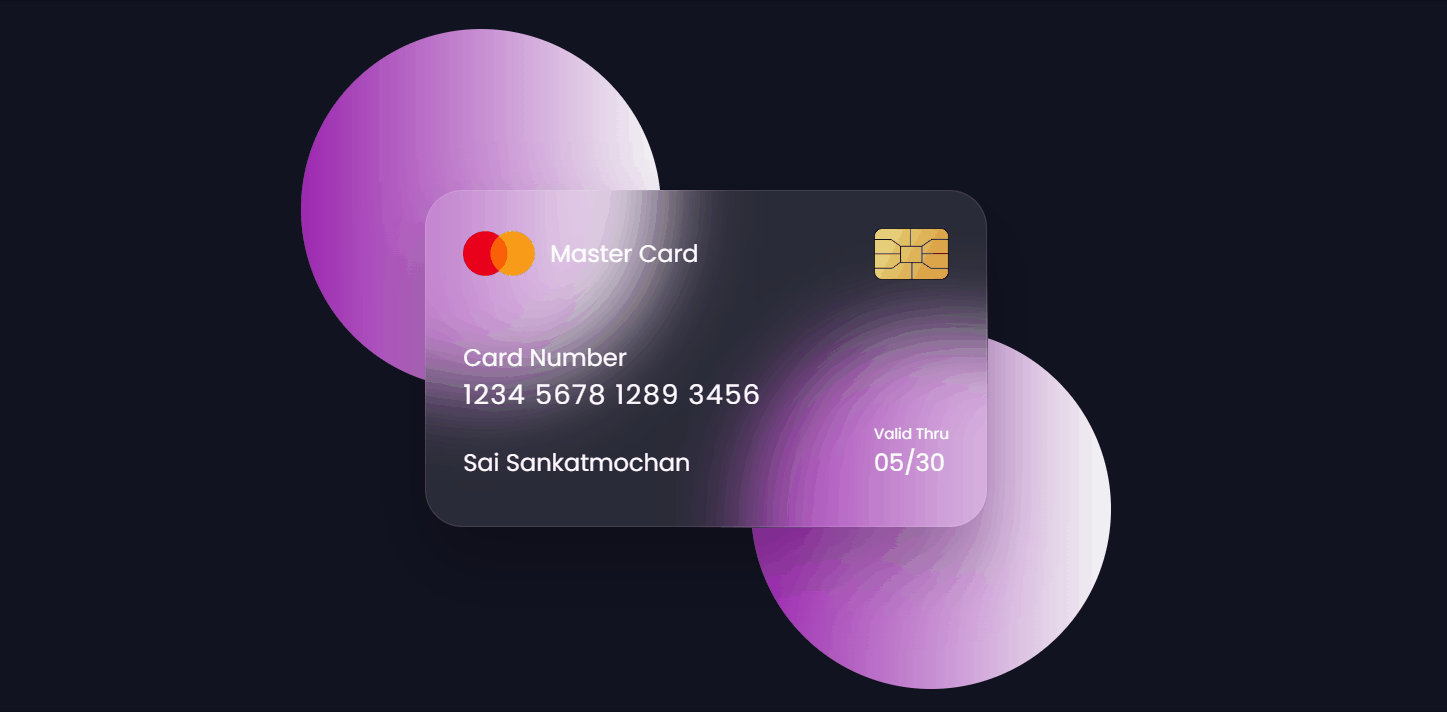 Master Card
Card Number
1234 5678 1289 3456
Valid Thru
Sai Sankatmochan
05/30